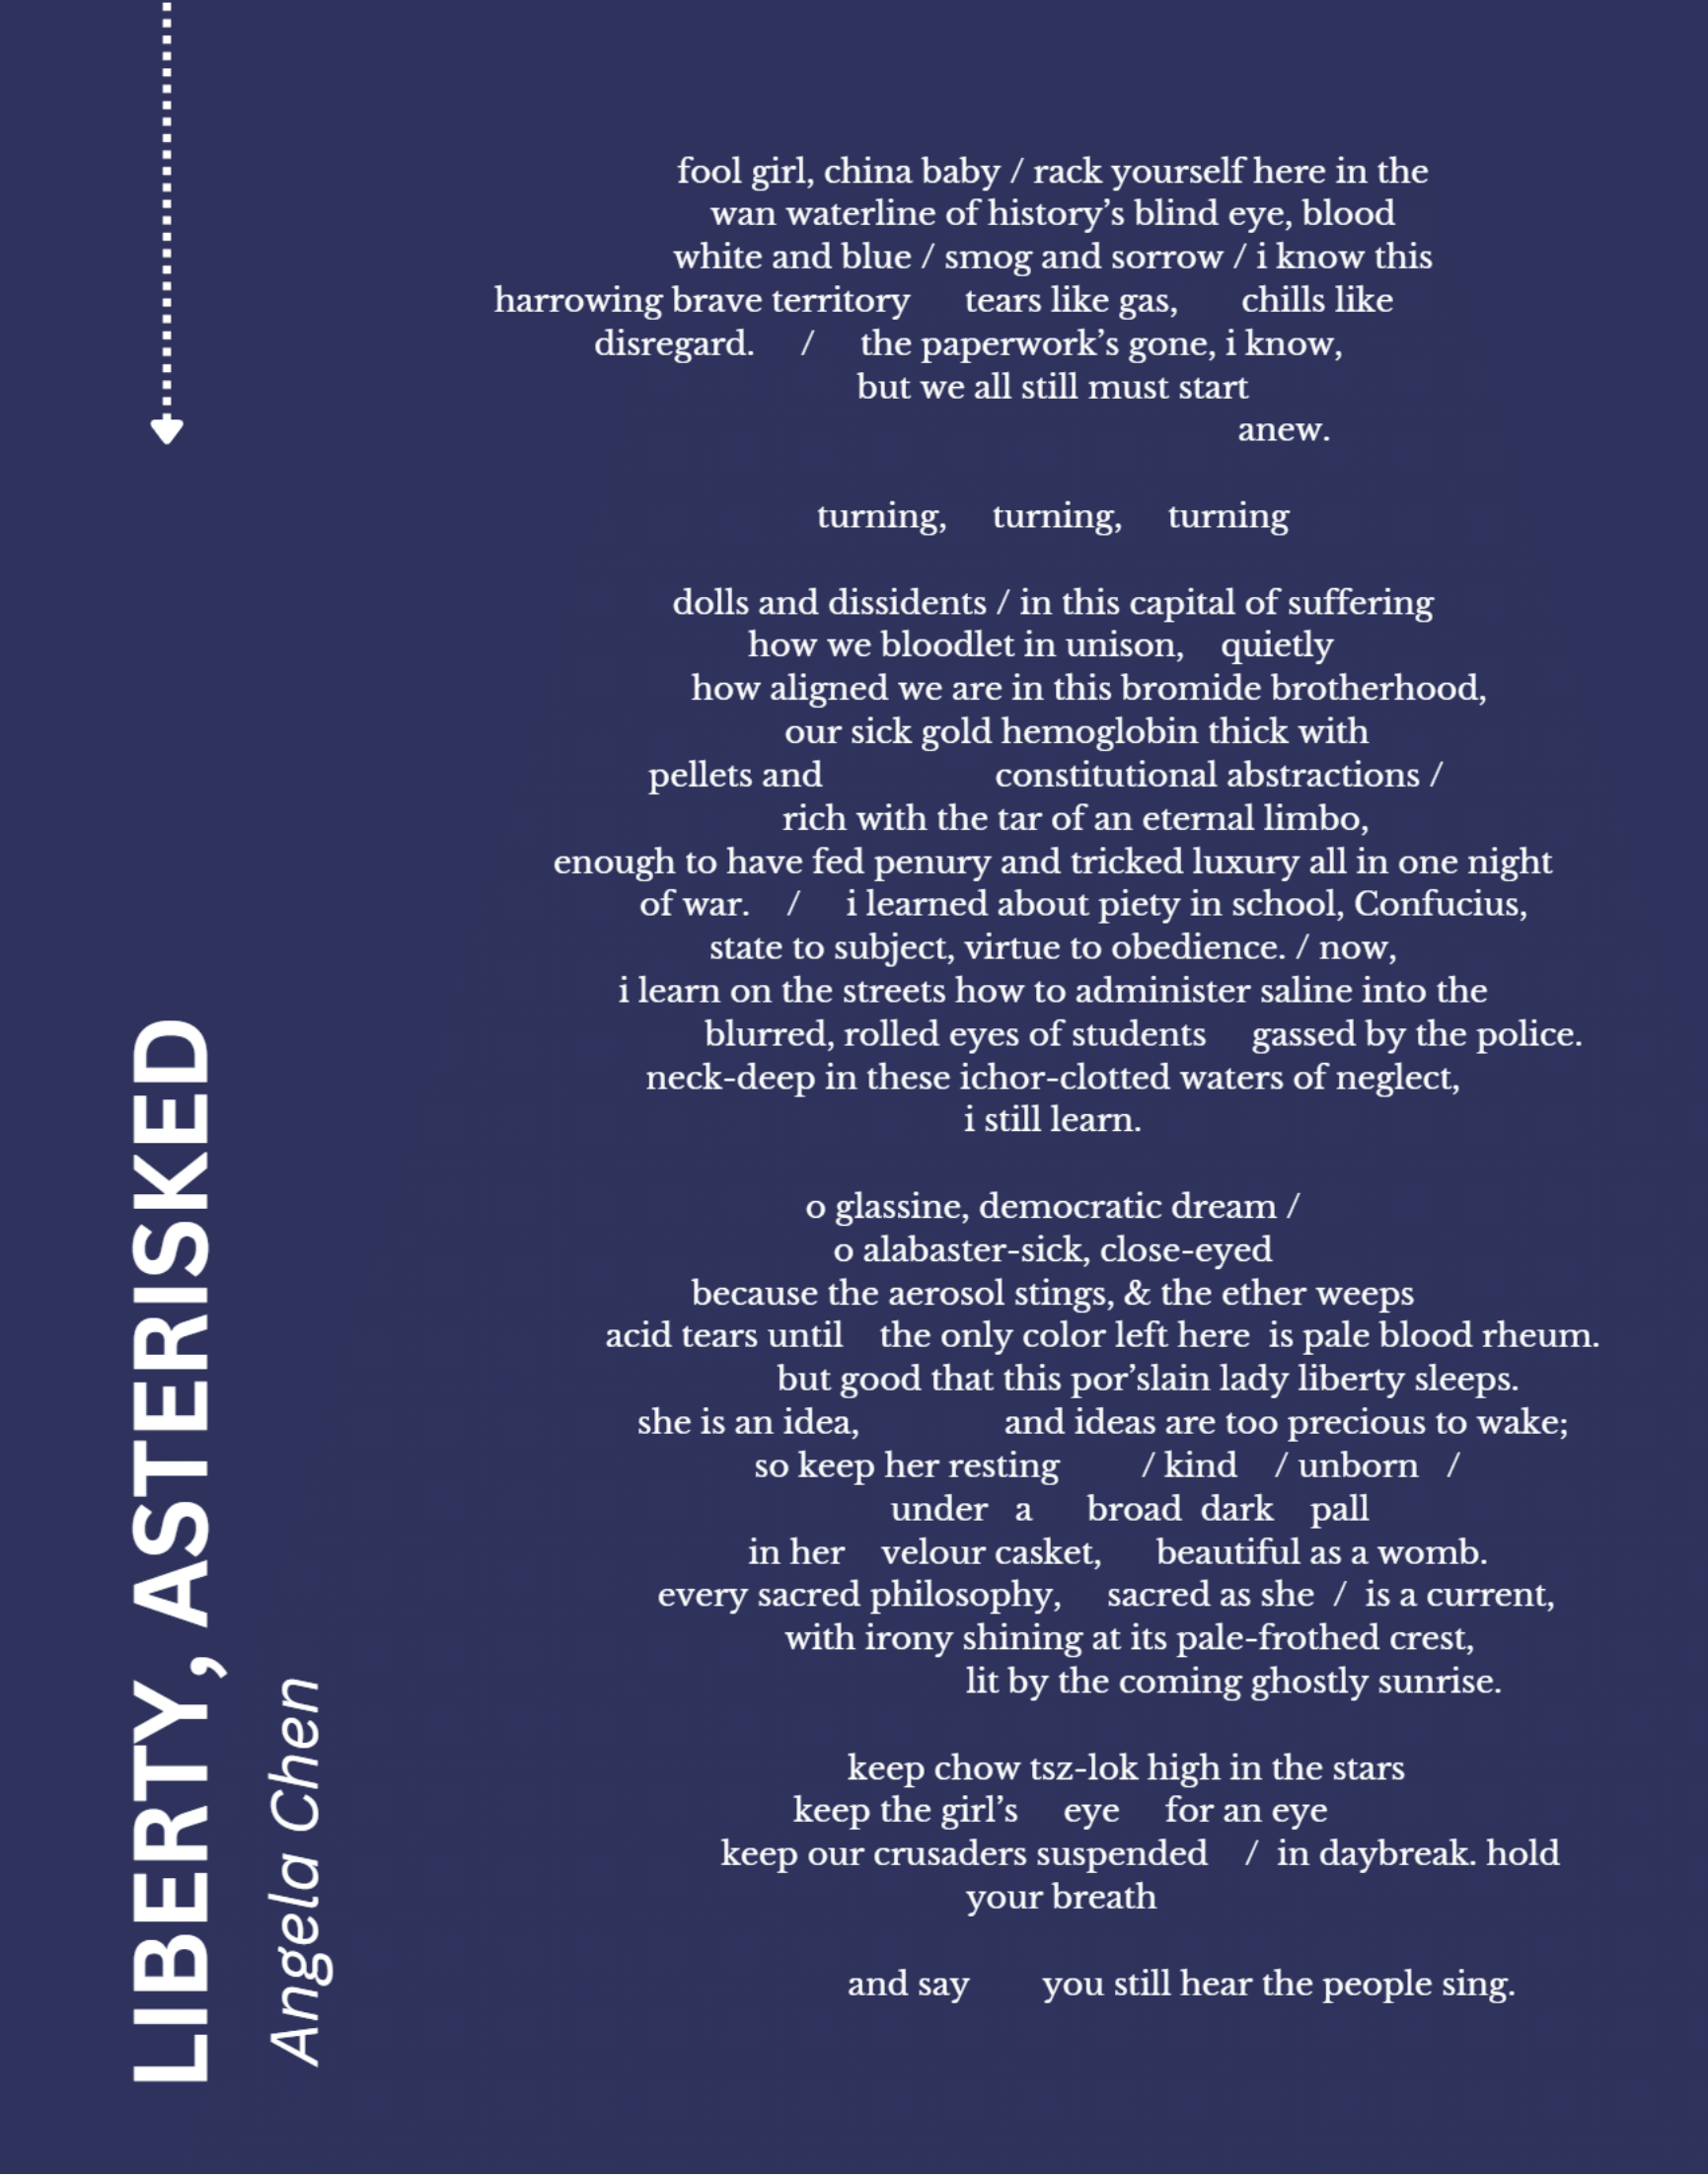 LIBERTY, ASTERISKED
Angela Chen
fool girl, china baby / rack yourself here in the
wan waterline of history’s blind eye, blood
white and blue / smog and sorrow / i know this
harrowing brave territory tears like gas, chills like
disregard. / the paperwork’s gone, i know,
but we all still must start
anew.
turning, turning, turning
dolls and dissidents / in this capital of suffering
how we bloodlet in unison, quietly
how aligned we are in this bromide brotherhood,
our sick gold hemoglobin thick with
pellets and constitutional abstractions /
rich with the tar of an eternal limbo,
enough to have fed penury and tricked luxury all in one night
of war. / i learned about piety in school, Confucius,
state to subject, virtue to obedience. / now,
i learn on the streets how to administer saline into the
blurred, rolled eyes of students gassed by the police.
neck-deep in these ichor-clotted waters of neglect,
i still learn.
o glassine, democratic dream /
o alabaster-sick, close-eyed
because the aerosol stings, & the ether weeps
acid tears until the only color left here is pale blood rheum.
but good that this por’slain lady liberty sleeps.
she is an idea, and ideas are too precious to wake;
so keep her resting / kind / unborn /
under a broad dark pall
in her velour casket, beautiful as a womb.
every sacred philosophy, sacred as she / is a current,
with irony shining at its pale-frothed crest,
lit by the coming ghostly sunrise.
keep chow tsz-lok high in the stars
keep the girl’s eye for an eye
keep our crusaders suspended / in daybreak. hold
your breath
and say you still hear the people sing.